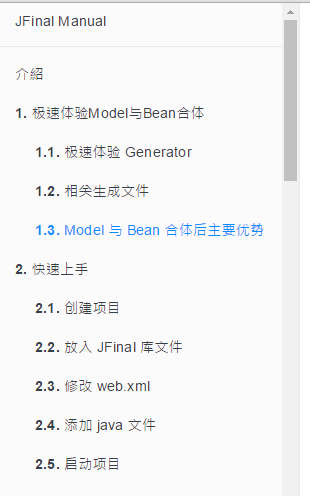 JFinal Manual
介紹
1. 极速体验Model与Bean合体
1.1. 极速体验 Generator
1.2. 相关生成文件
1.3. Model 与 Bean 合体后主要优势
2. 快速上手
2.1. 创建项目
2.2. 放入 JFinal 库文件
2.3. 修改 web.xml
2.4. 添加 java 文件
2.5. 启动项目